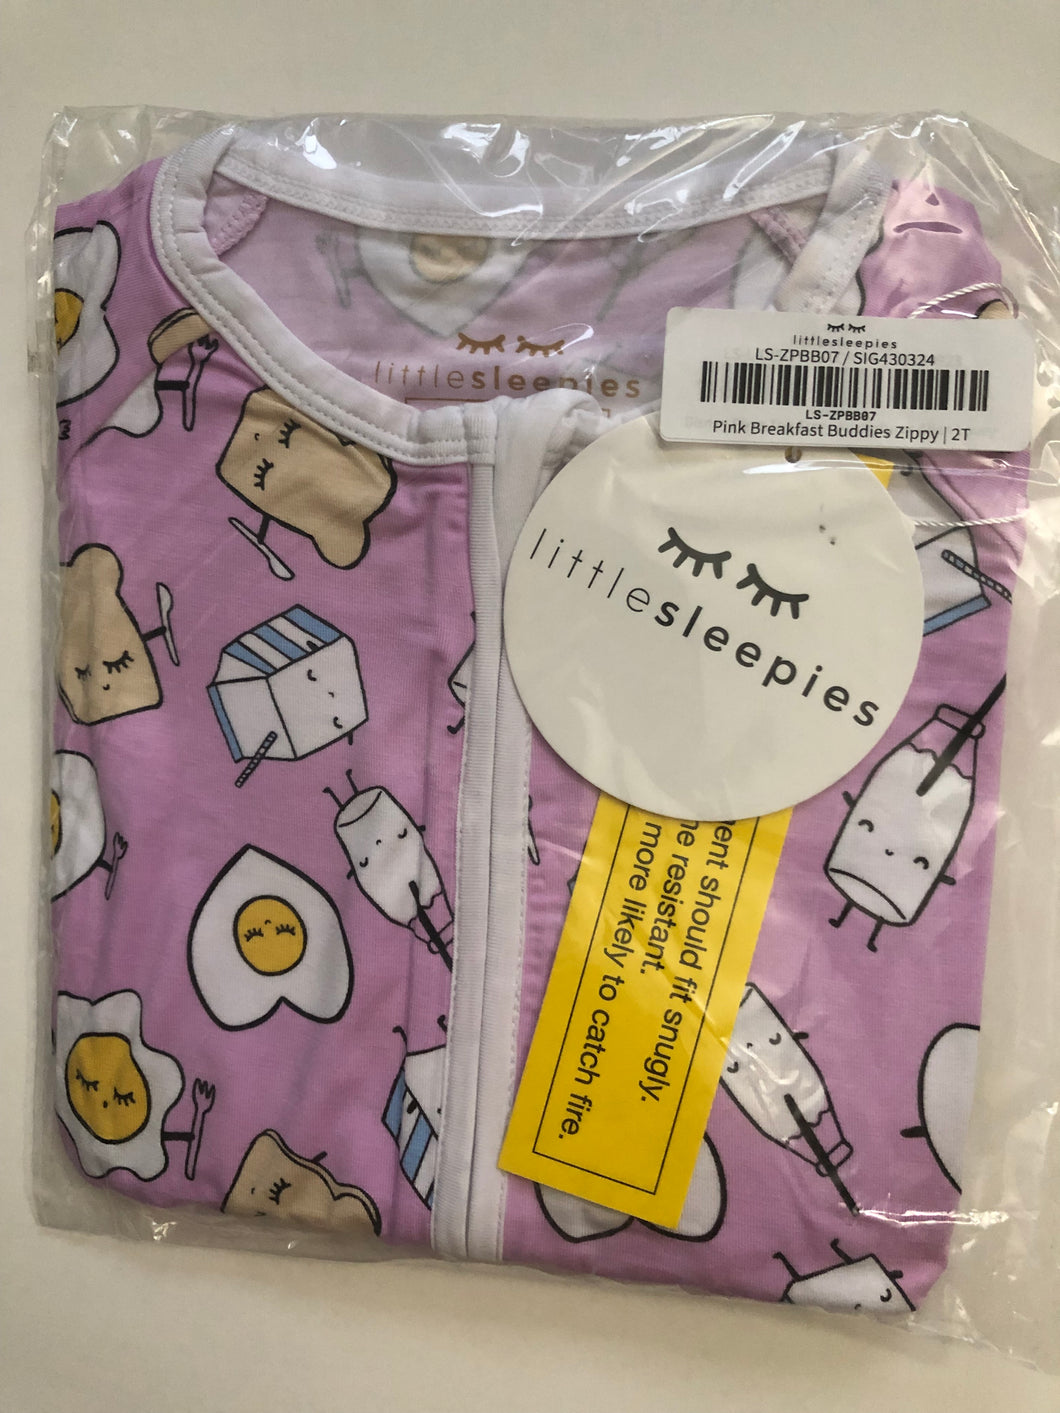 littlesleepies
LS-ZPBB07 / SIG430324
LS-ZPBB07
Pink Breakfast Buddies Zippy | 2T
littlesleepies
littlesleepies
should fit snugly.
resistant.
more likely to catch fire.